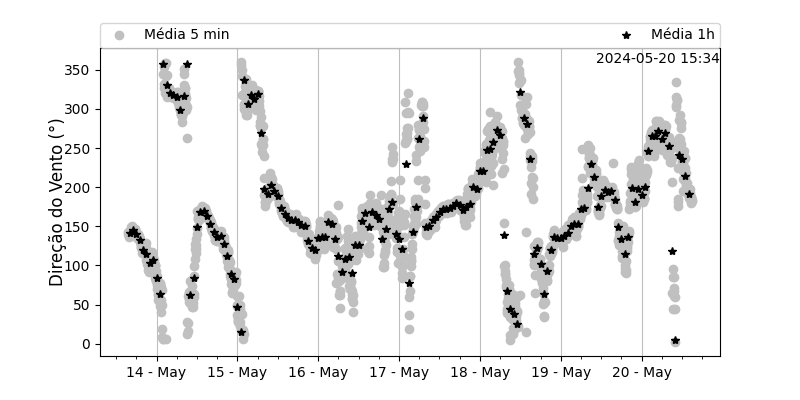 Média 5 min
Média 1h
2024-05-20 15:34
Direção do Vento (°)
350
300
250
200
150
100
50
0
14 - May
15 - May
16 - May
17 - May
18 - May
19 - May
20 - May